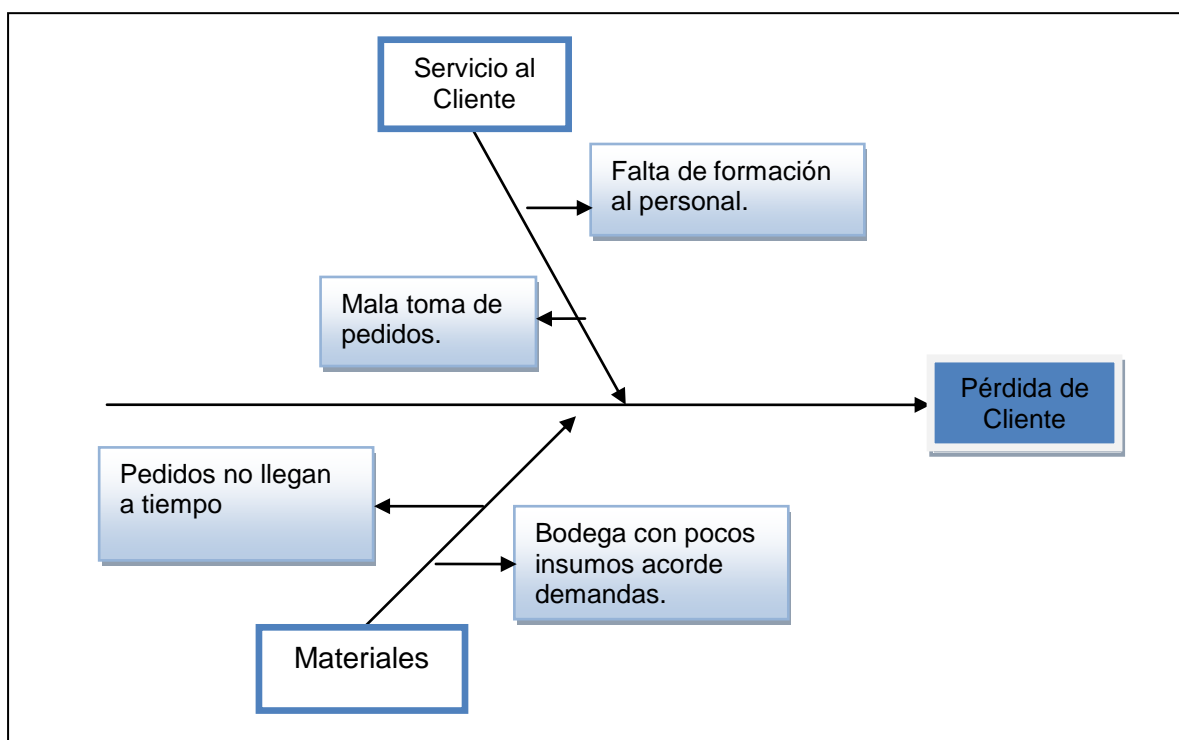 Servicio al
Cliente
Falta de formación
al personal.
Mala toma de
pedidos.
Pérdida de
Cliente
Pedidos no llegan
a tiempo
Bodega con pocos
insumos acorde
demandas.
Materiales